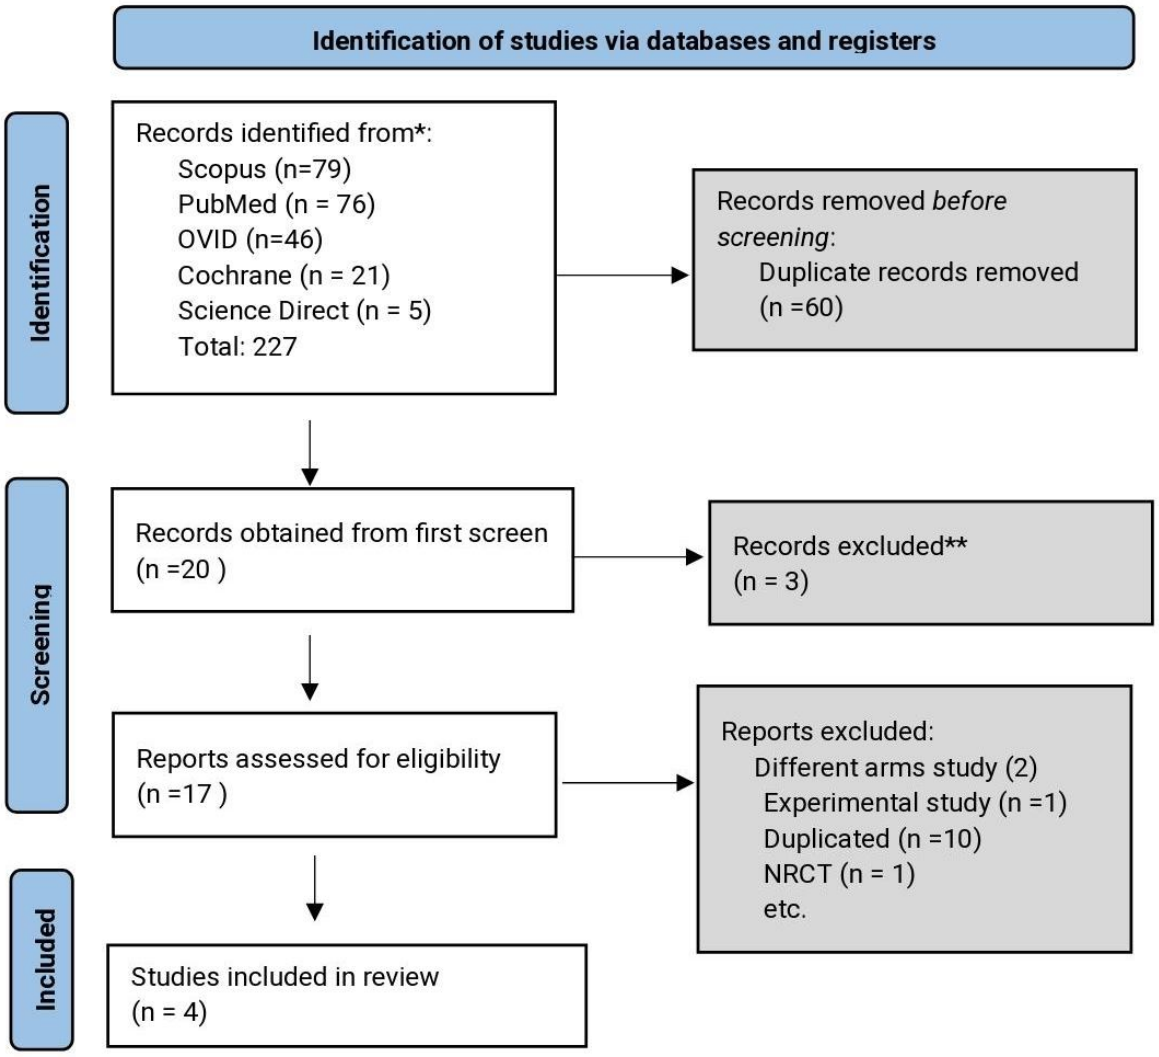 Identification of studies via databases and registers
Identification
Records identified from*:
Scopus (n=79)
PubMed (n = 76)
OVID (n=46)
Cochrane (n = 21)
Science Direct (n = 5)
Total: 227
Records removed before
screening:
Duplicate records removed
(n =60)
Screening
Records obtained from first screen
(n =20 )
Records excluded**
(n = 3)
Reports assessed for eligibility
(n =17 )
Reports excluded:
Different arms study (2)
Experimental study (n =1)
Duplicated (n =10)
NRCT (n = 1)
etc.
Included
Studies included in review
(n = 4)